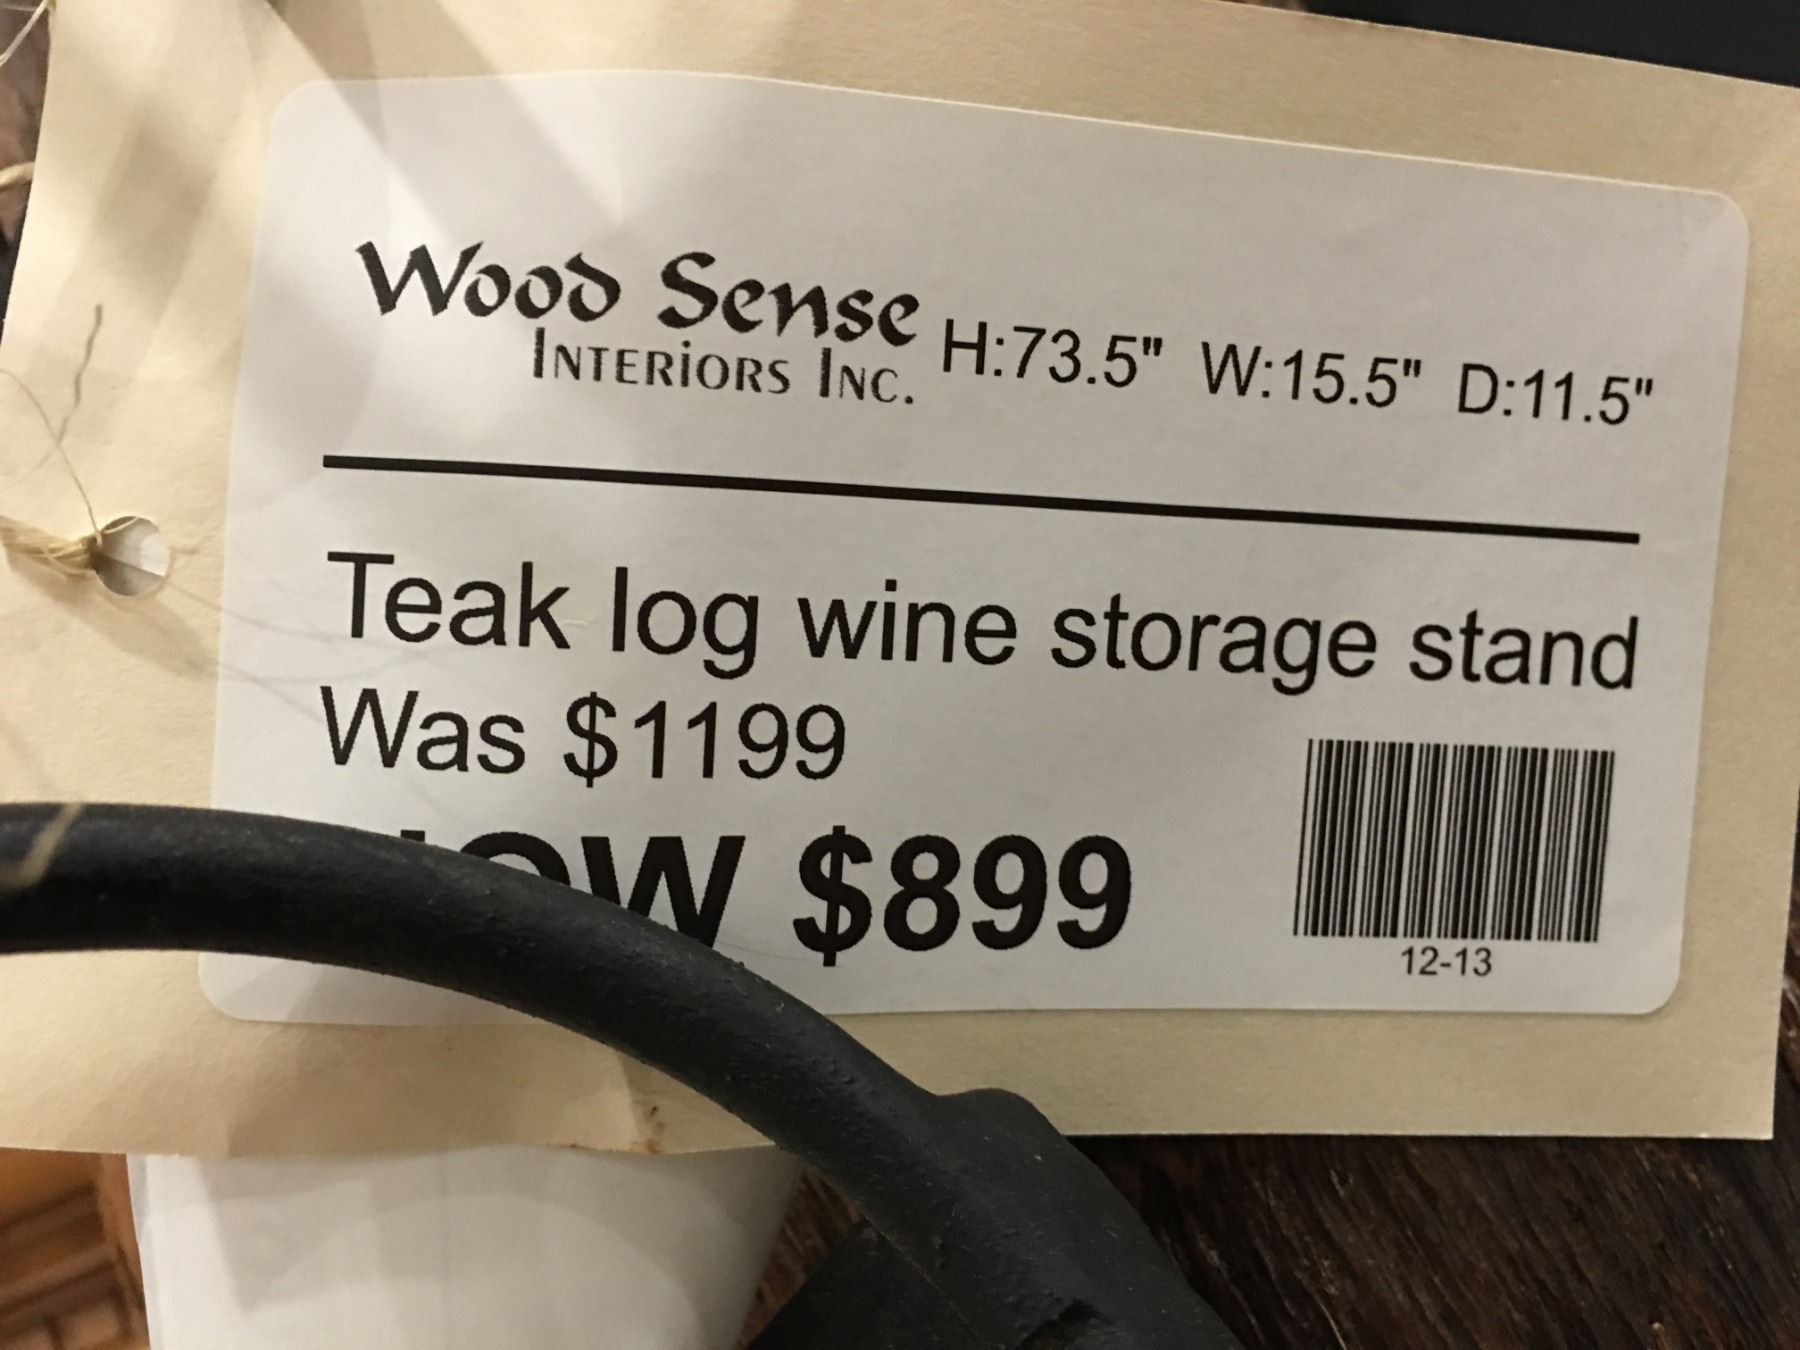 Wood Sense
INTERIORS INC.
H:73.5" W:15.5" D:11.5"
Teak log wine storage stand
Was $1199
$899
12-13